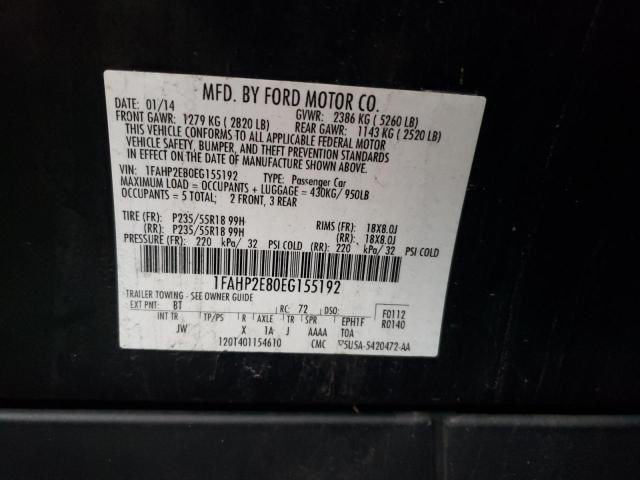 MFD. BY FORD MOTOR CO.
DATE: 01/14 GVWR: 2386 KG ( 5260 LB)
FRONT GAWR: 1279 KG ( 2820 LB) REAR GAWR: 1143 KG ( 2520 LB)
THIS VEHICLE CONFORMS TO ALL APPLICABLE FEDERAL MOTOR
VEHICLE SAFETY, BUMPER, AND THEFT PREVENTION STANDARDS
IN EFFECT ON THE DATE OF MANUFACTURE SHOWN ABOVE.
VIN: 1FAHP2E80EG155192 TYPE: Passenger Car
MAXIMUM LOAD = OCCUPANTS + LUGGAGE = 430KG/ 950LB
OCCUPANTS = 5 TOTAL; 2 FRONT, 3 REAR
TIRE (FR): P235/55R18 99H RIMS (FR): 18X8.0J
(RR): P235/55R18 99H (RR): 18X8.0J
PRESSURE (FR): 220 kPa/ 32 PSI COLD (RR): 220 kPa/ 32 PSI COLD
1FAHP2E80EG155192
TRAILER TOWING - SEE OWNER GUIDE
EXT PNT: BT RC: 72 DSO: F0112
INT TR TP/PS R AXLE TR SPR EPH1F R0140
JW X 1A J AAAA T0A
120T401154610 CMC 5U5A-5420472-AA